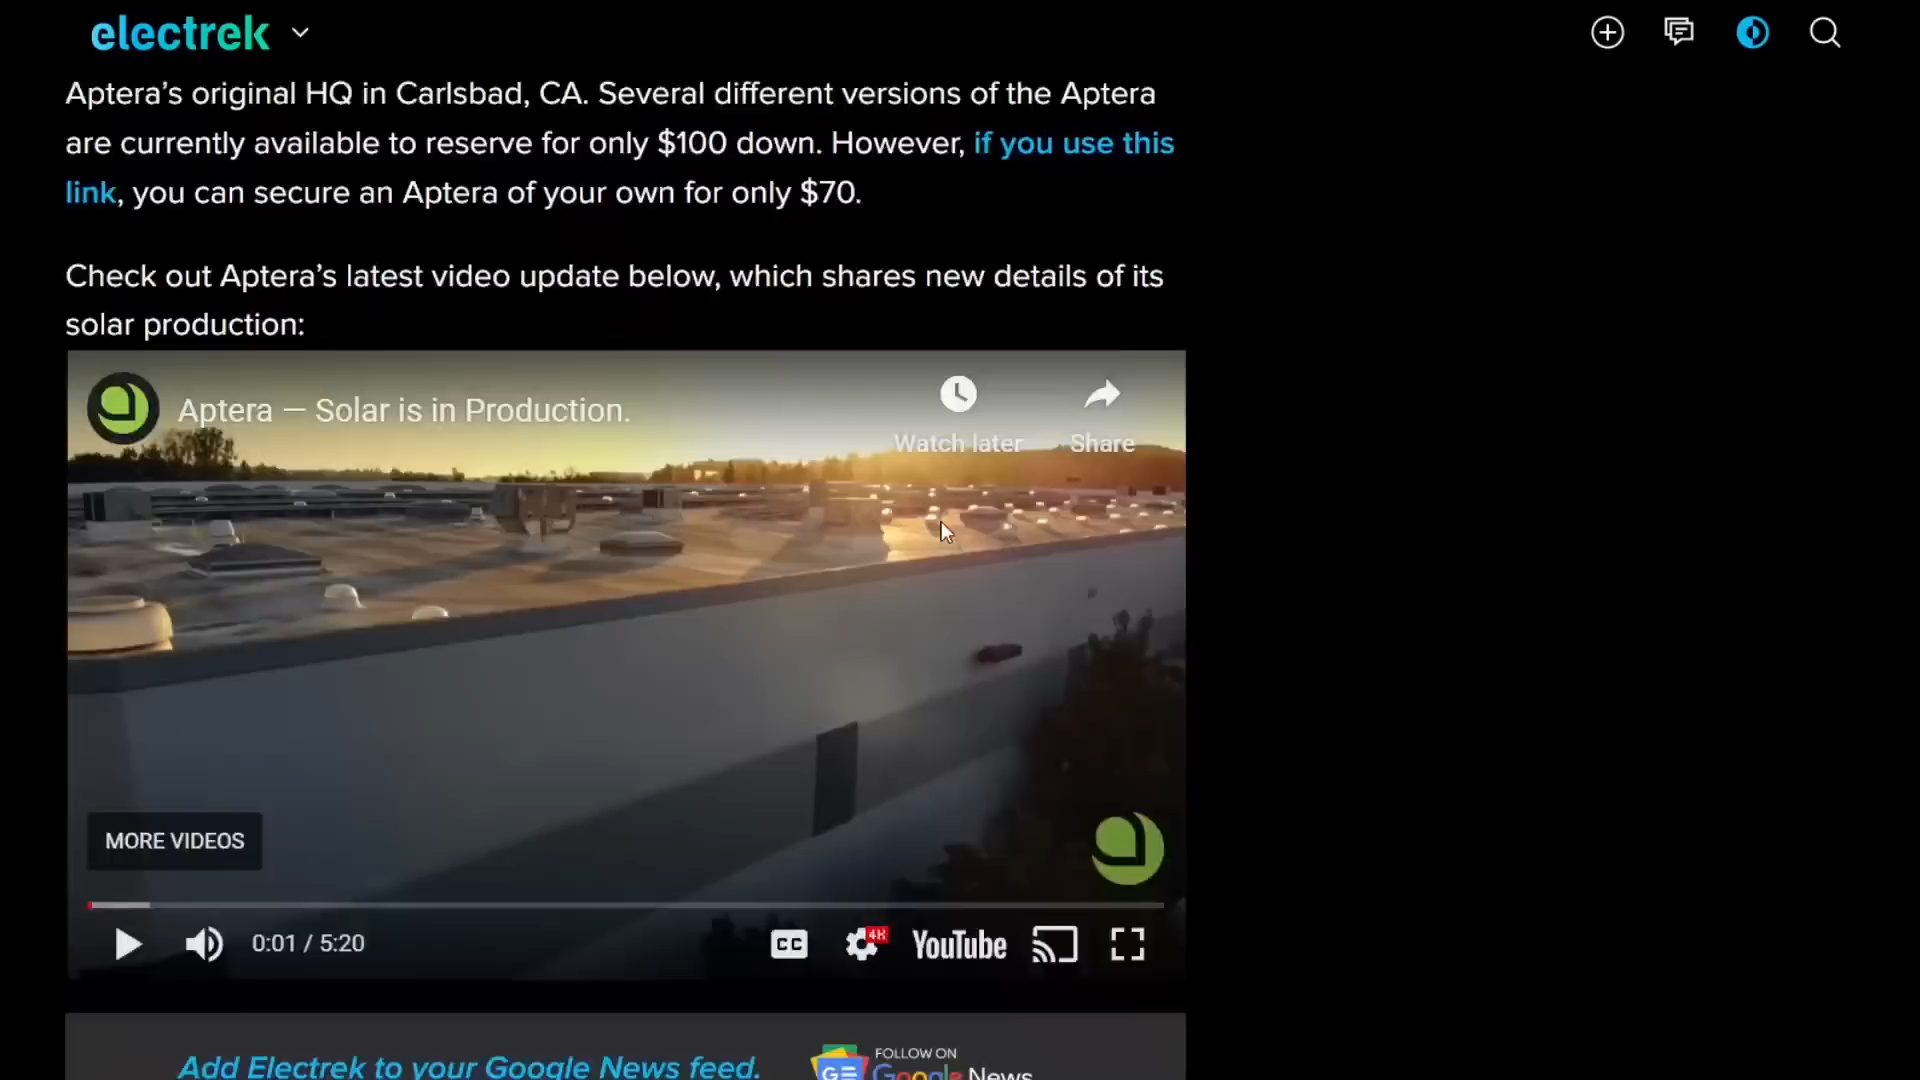 electrek
Aptera’s original HQ in Carlsbad, CA. Several different versions of the Aptera
are currently available to reserve for only $100 down. However, if you use this
link, you can secure an Aptera of your own for only $70.
Check out Aptera’s latest video update below, which shares new details of its
solar production:
Aptera — Solar is in Production.
Watch later
Share
MORE VIDEOS
0:01 / 5:20
CC
4K
YouTube
Add Electrek to your Google News feed.
FOLLOW ON
GE
Google News